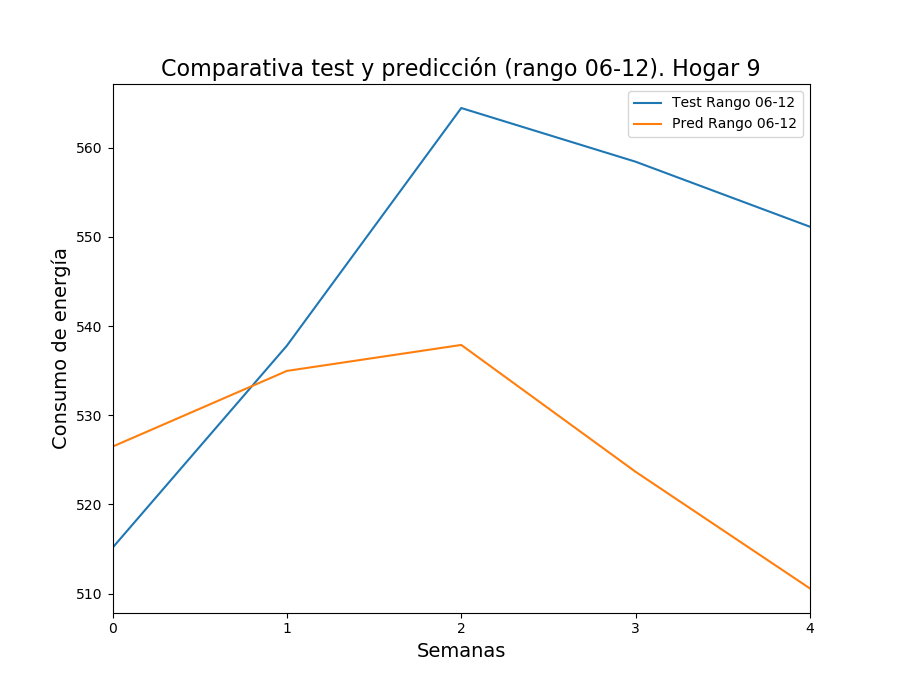 Comparativa test y predicción (rango 06-12). Hogar 9
Test Rango 06-12
Pred Rango 06-12
Consumo de energía
560
550
540
530
520
510
0 1 2 3 4
Semanas